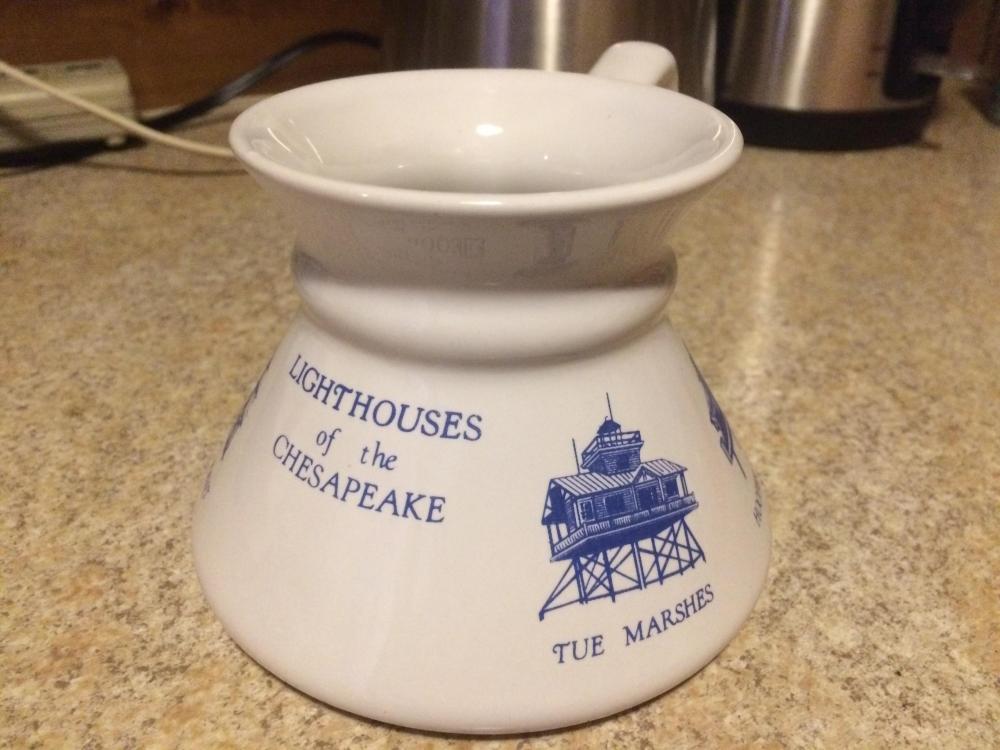 LIGHTHOUSES
of the
CHESAPEAKE
TUE MARSHES